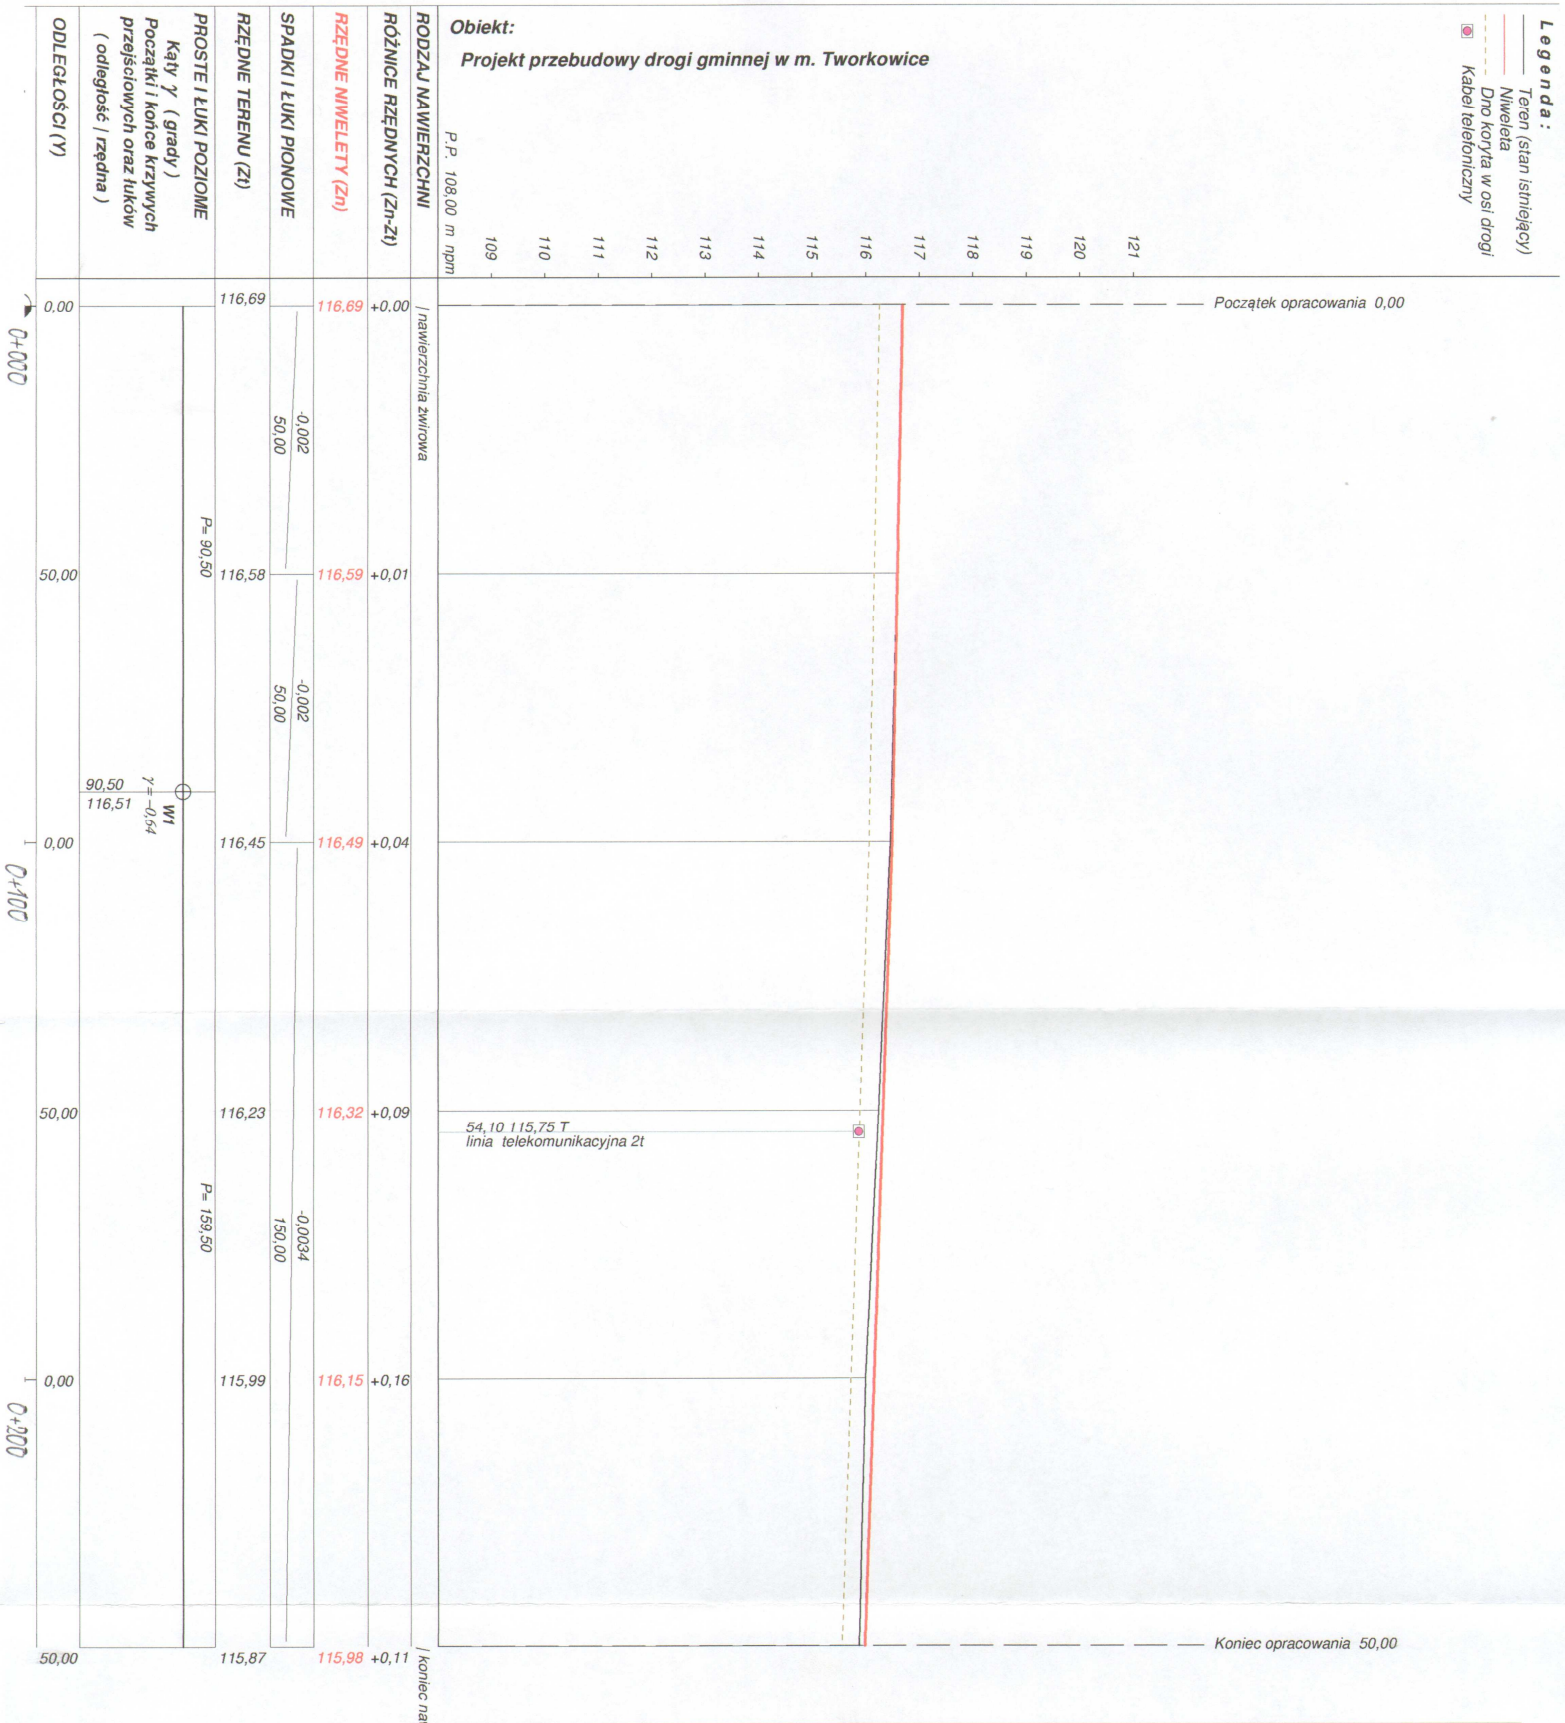 Legenda:
Teren (stan istniejący)
Niweleta
Dno koryta w osi drogi
Kabel telefoniczny
Obiekt:
Projekt przebudowy drogi gminnej w m. Tworkowice
121
120
119
118
117
116
115
114
113
112
111
110
109
P.P. 108,00 m npm
Początek opracowania 0,00
54,10 115,75 T
linia telekomunikacyjna 2t
Koniec opracowania 50,00
RODZAJ NAWIERZCHNI
| nawierzchnia żwirowa
| koniec
RÓŻNICE RZĘDNYCH (Zn-Zt)
+0.00
+0,01
+0,04
+0,09
+0,16
+0,11
RZĘDNE NIWELETY (Zn)
116,69
116,59
116,49
116,32
116,15
115,98
SPADKI I ŁUKI PIONOWE
-0,002
50,00
-0,002
50,00
-0,0034
150,00
RZĘDNE TERENU (Zt)
116,69
116,58
116,45
116,23
115,99
115,87
PROSTE I ŁUKI POZIOME
P= 90,50
P= 159,50
Kąty γ ( grady )
Początki i końce krzywych
przejściowych oraz łuków
( odległość / rzędna )
W1
γ = -0,54
90,50
116,51
ODLEGŁOŚCI (Y)
0,00
50,00
0,00
50,00
0,00
50,00
0+000
0+100
0+200